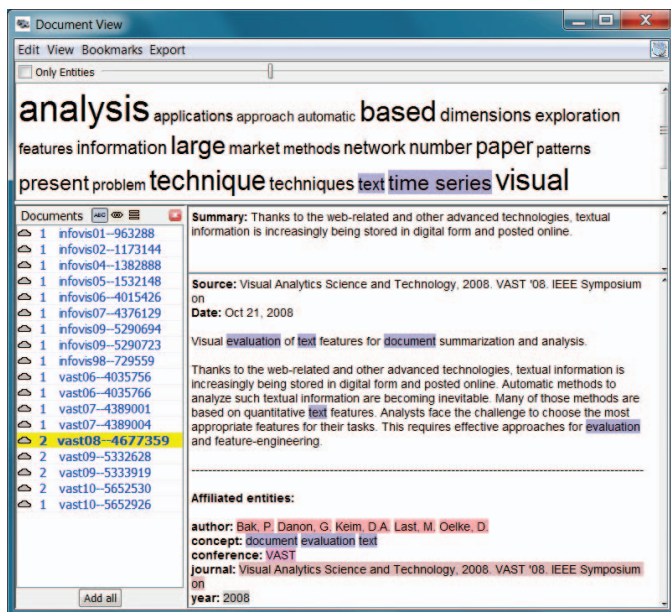 Document View
Edit View Bookmarks Export
Only Entities
analysis applications approach automatic based dimensions exploration
features information large market methods network number paper patterns
present problem technique techniques text time series visual
Documents
1 infovis01--963288
1 infovis02--1173144
1 infovis04--1382888
1 infovis05--1532148
1 infovis06--4015426
1 infovis07--4376129
1 infovis09--5290694
1 infovis09--5290723
1 infovis98--729559
1 vast06--4035756
1 vast06--4035766
1 vast07--4389001
1 vast07--4389004
2 vast08--4677359
2 vast09--5332628
2 vast09--5333919
2 vast10--5652530
1 vast10--5652926
Add all
Summary: Thanks to the web-related and other advanced technologies, textual
information is increasingly being stored in digital form and posted online.
Source: Visual Analytics Science and Technology, 2008. VAST '08. IEEE Symposium
on
Date: Oct 21, 2008
Visual evaluation of text features for document summarization and analysis.
Thanks to the web-related and other advanced technologies, textual information is
increasingly being stored in digital form and posted online. Automatic methods to
analyze such textual information are becoming inevitable. Many of those methods are
based on quantitative text features. Analysts face the challenge to choose the most
appropriate features for their tasks. This requires effective approaches for evaluation
and feature-engineering.
Affiliated entities:
author: Bak, P. Danon, G. Keim, D.A. Last, M. Oelke, D.
concept: document evaluation text
conference: VAST
journal: Visual Analytics Science and Technology, 2008. VAST '08. IEEE Symposium
on
year: 2008